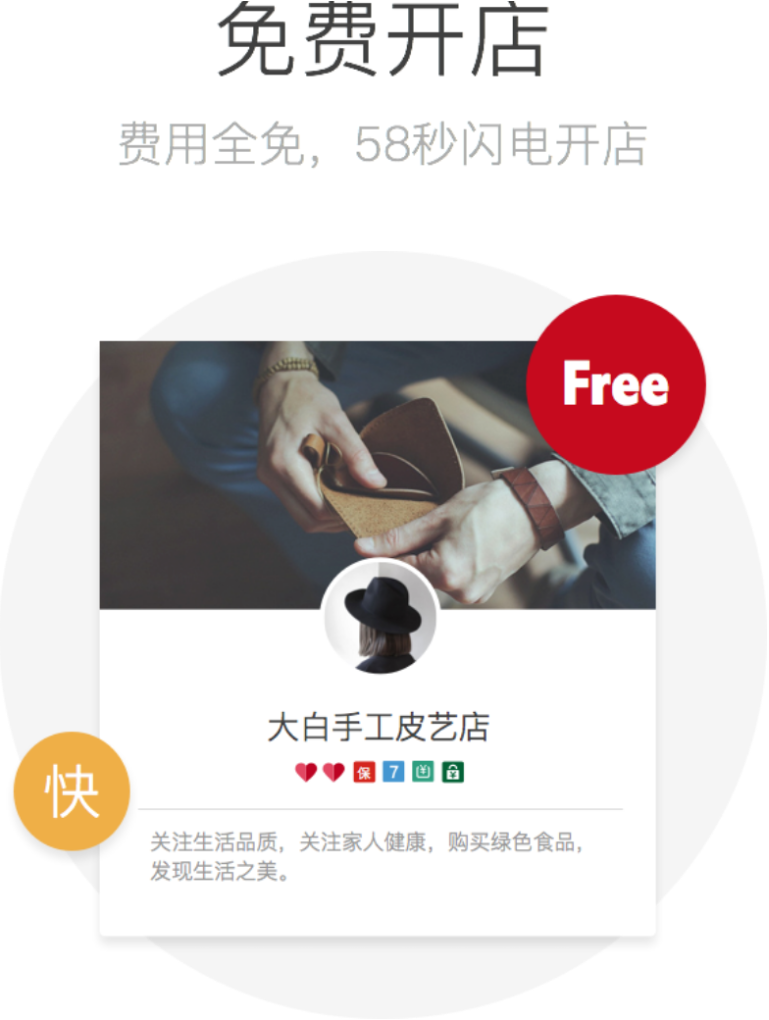 免费开店
费用全免，58秒闪电开店
Free
大白手工皮艺店
保 7
快
关注生活品质，关注家人健康，购买绿色食品，
发现生活之美。